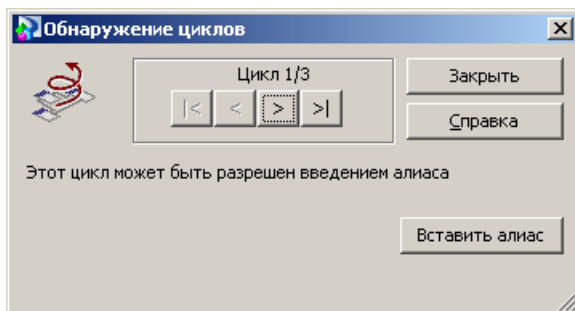 Обнаружение циклов
Цикл 1/3
|< < > >|
Закрыть
Справка
Этот цикл может быть разрешен введением алиаса
Вставить алиас